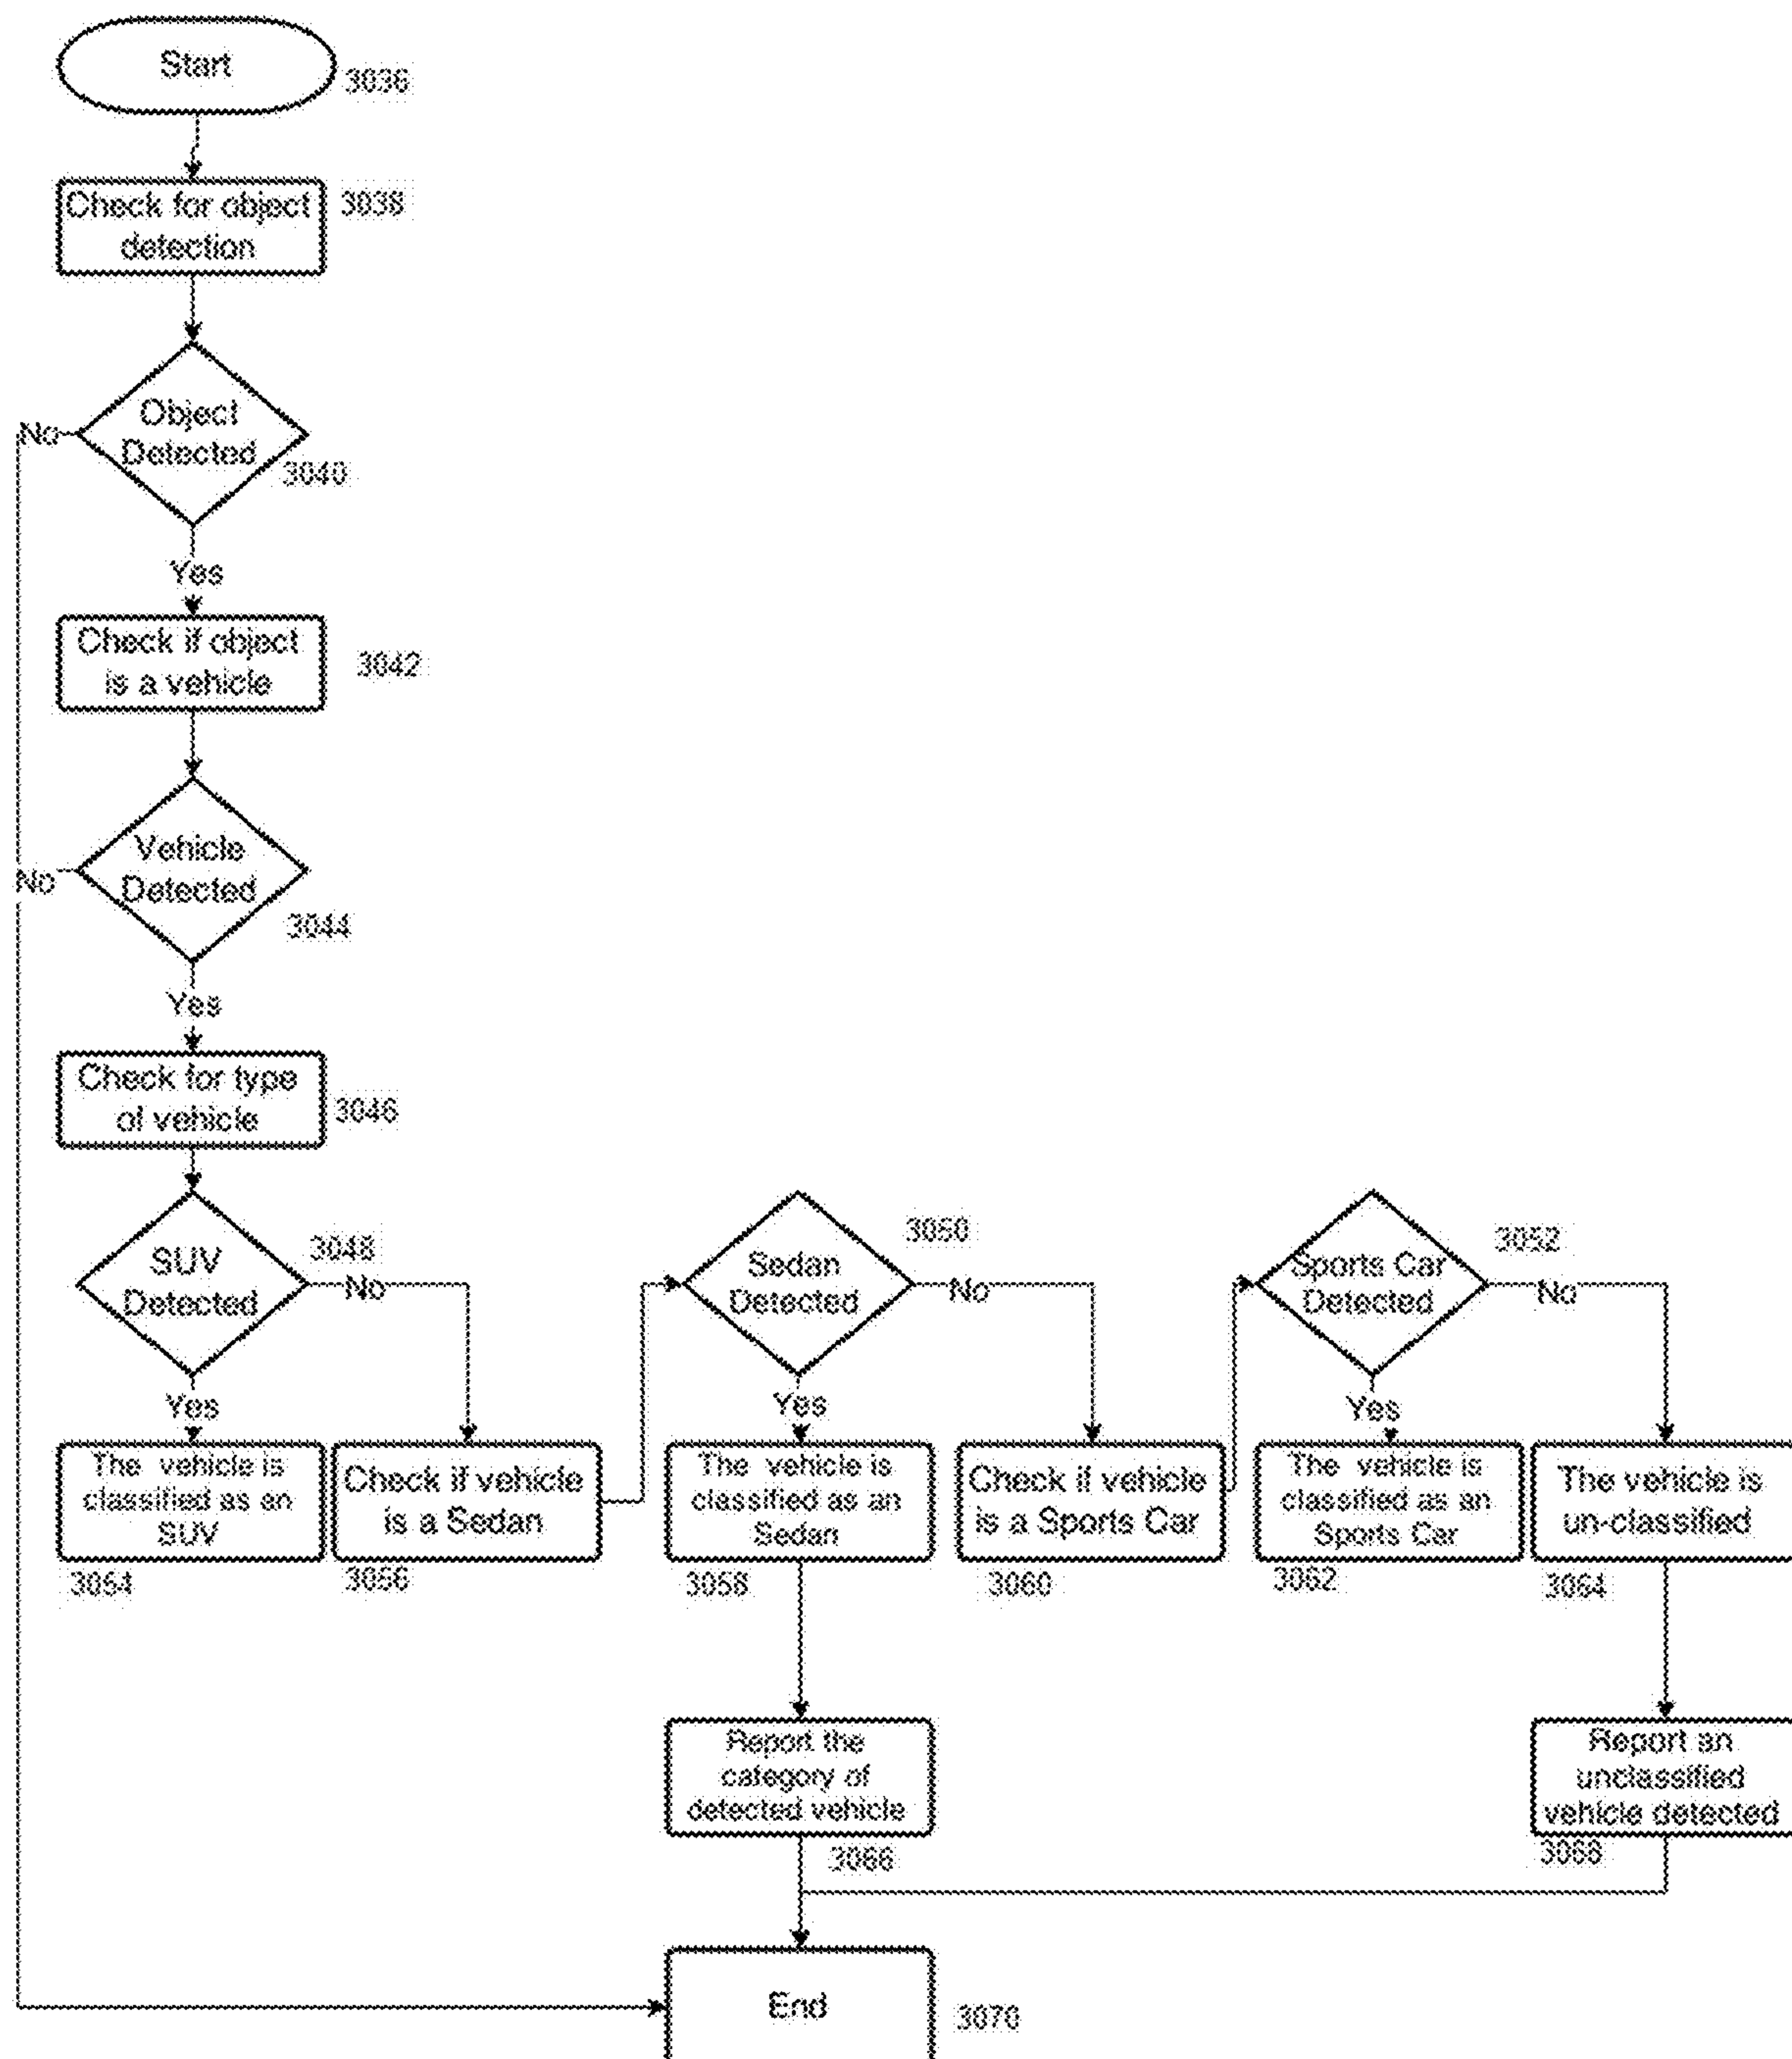 Start
3036
Check for object
detection
3038
Object
Detected
3040
No
Yes
Check if object
is a vehicle
3042
Vehicle
Detected
3044
No
Yes
Check for type
of vehicle
3046
SUV
Detected
3048
No
Yes
Sedan
Detected
3050
No
Yes
Sports Car
Detected
3052
No
Yes
The vehicle is
classified as an
SUV
3054
Check if vehicle
is a Sedan
3056
The vehicle is
classified as an
Sedan
3058
Check if vehicle
is a Sports Car
3060
The vehicle is
classified as an
Sports Car
3062
The vehicle is
un-classified
3064
Report the
category of
detected vehicle
3066
Report an
unclassified
vehicle detected
3068
End
3070